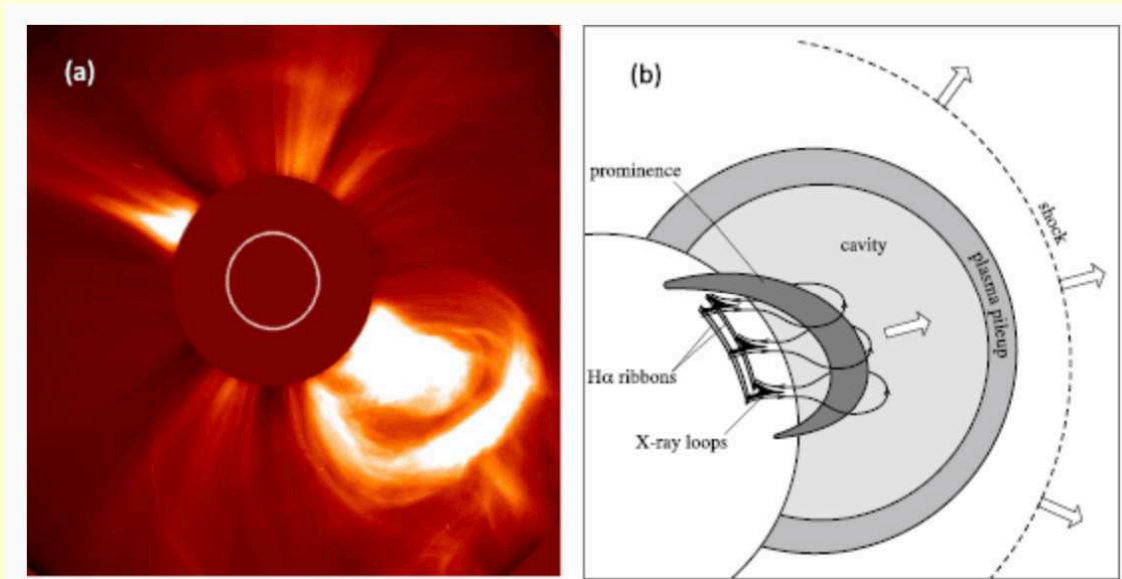 (a)
(b)
prominence
shock
cavity
plasma pileup
Hα ribbons
X-ray loops